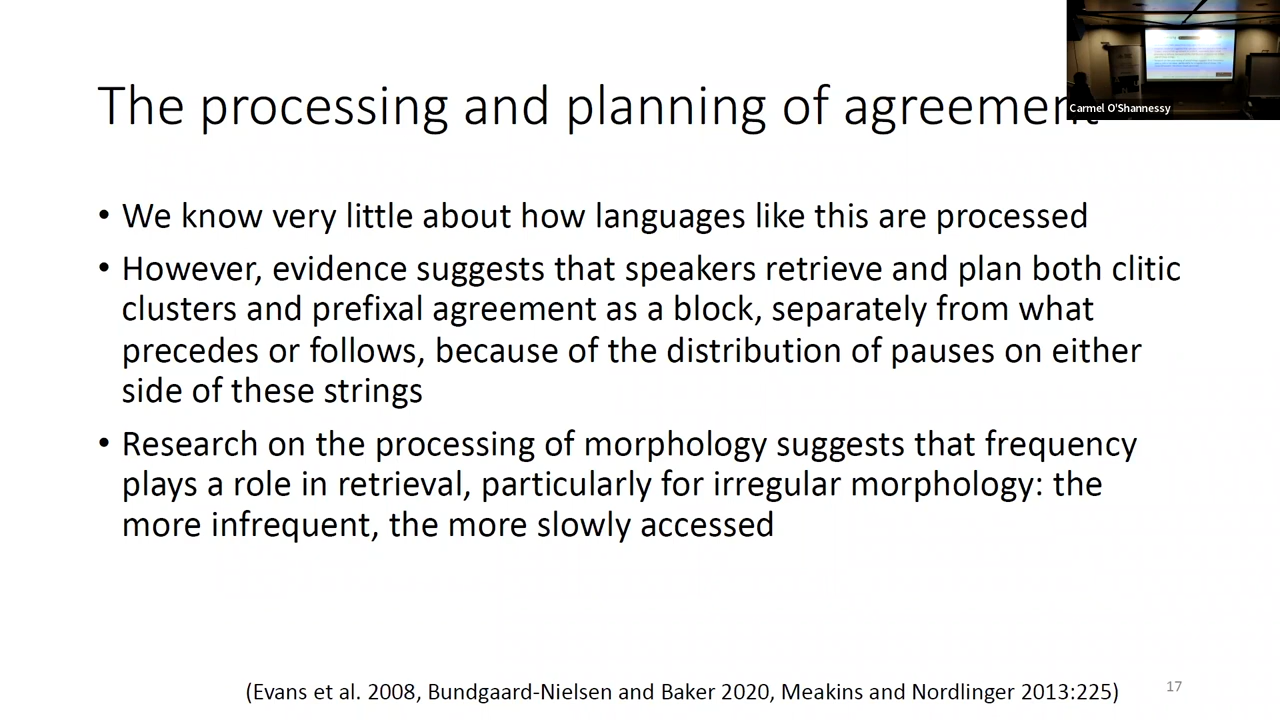 The processing and planning of agreement
Carmel O'Shannessy
• We know very little about how languages like this are processed
• However, evidence suggests that speakers retrieve and plan both clitic
clusters and prefixal agreement as a block, separately from what
precedes or follows, because of the distribution of pauses on either
side of these strings
• Research on the processing of morphology suggests that frequency
plays a role in retrieval, particularly for irregular morphology: the
more infrequent, the more slowly accessed
(Evans et al. 2008, Bundgaard-Nielsen and Baker 2020, Meakins and Nordlinger 2013:225)
17